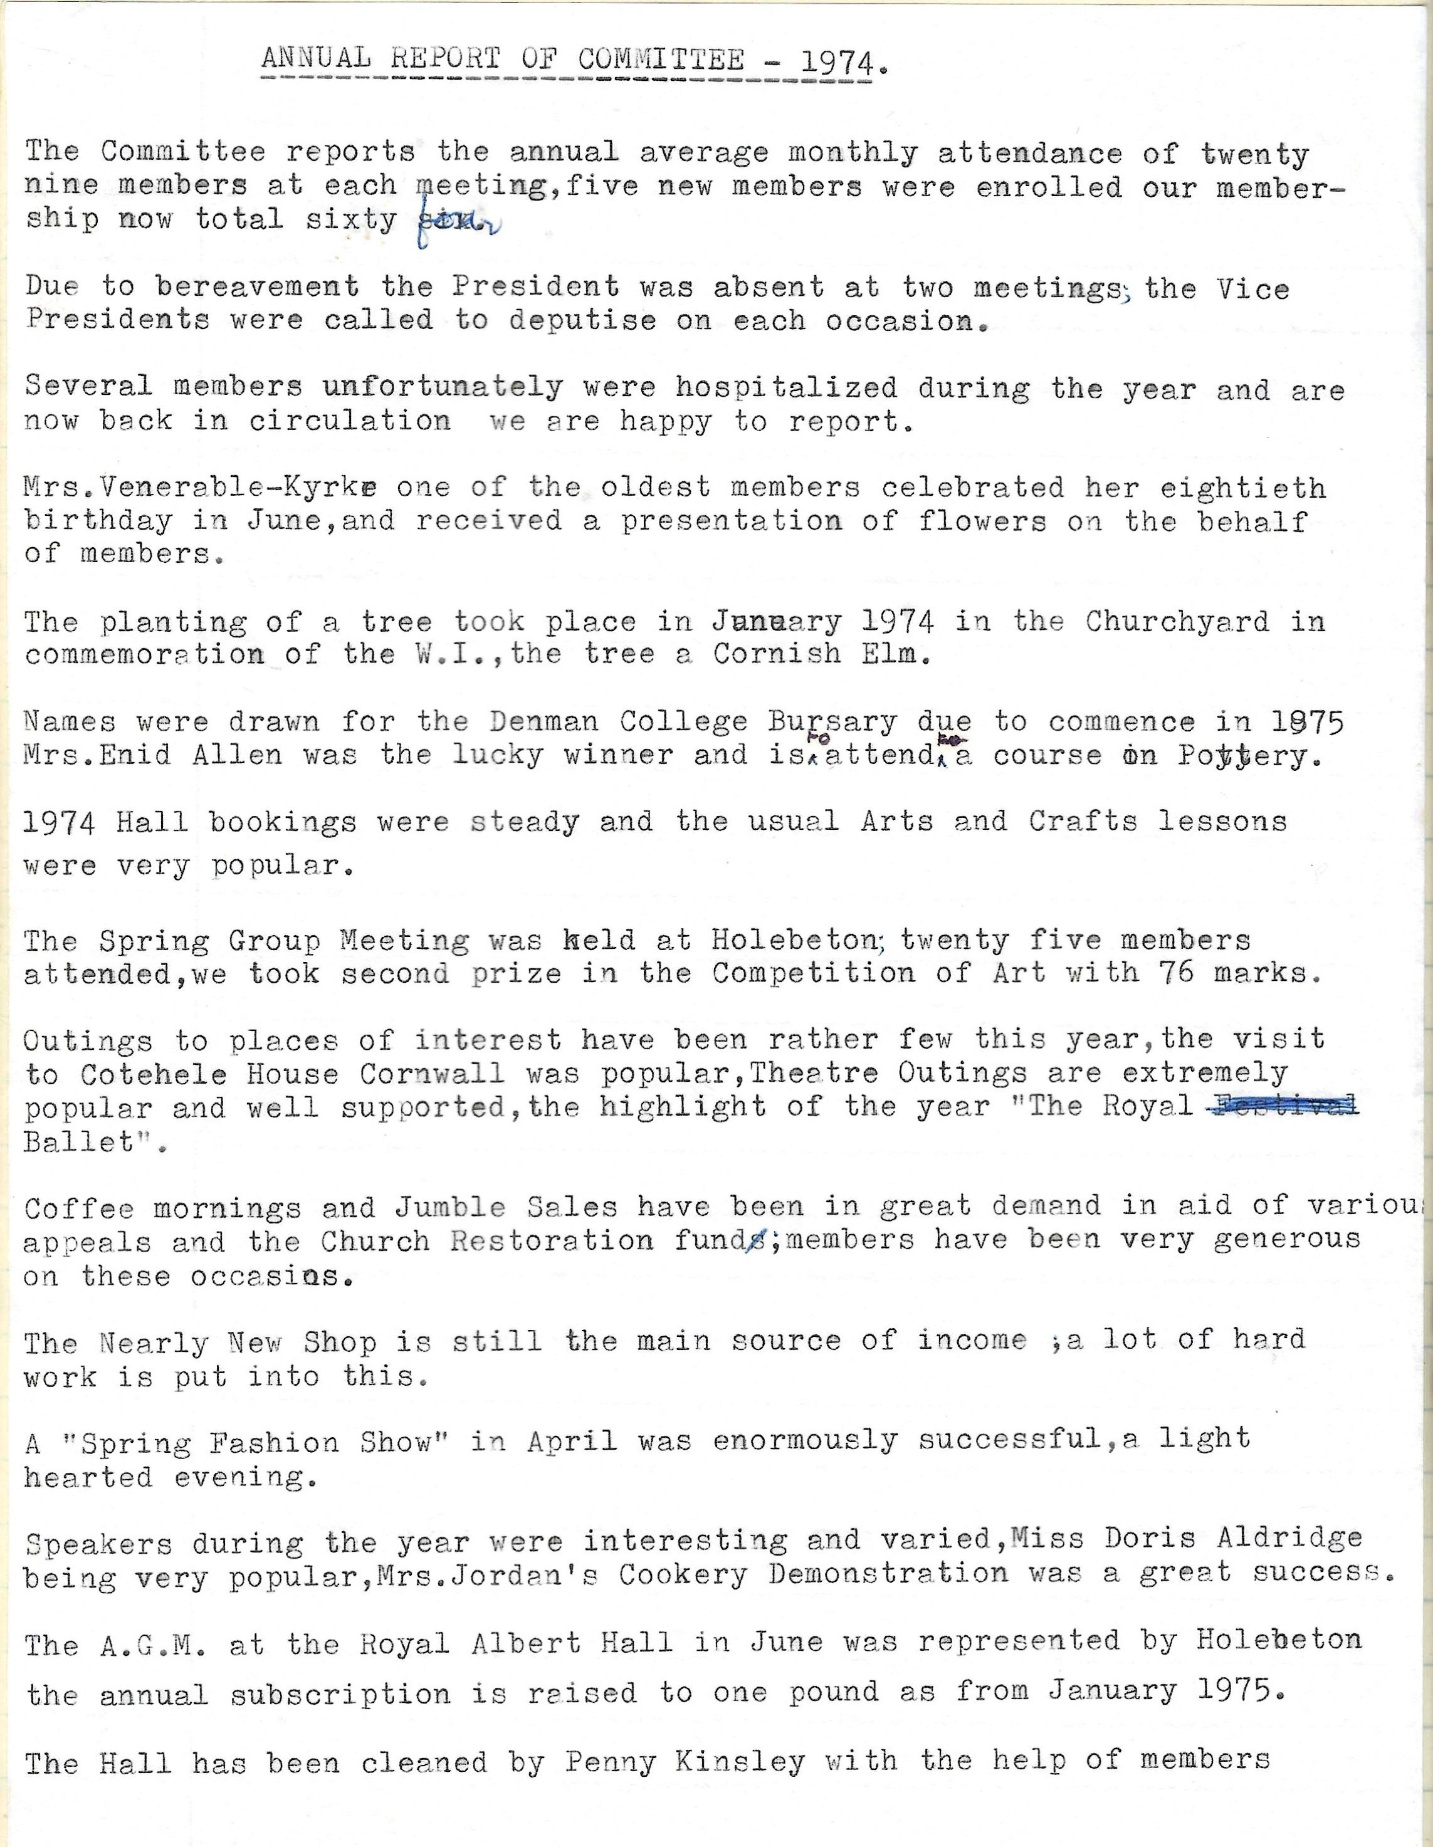 ANNUAL REPORT OF COMMITTEE - 1974.
The Committee reports the annual average monthly attendance of twenty
nine members at each meeting,five new members were enrolled our member-
ship now total sixty four
Due to bereavement the President was absent at two meetings; the Vice
Presidents were called to deputise on each occasion.
Several members unfortunately were hospitalized during the year and are
now back in circulation we are happy to report.
Mrs.Venerable-Kyrke one of the oldest members celebrated her eightieth
birthday in June,and received a presentation of flowers on the behalf
of members.
The planting of a tree took place in January 1974 in the Churchyard in
commemoration of the W.I.,the tree a Cornish Elm.
Names were drawn for the Denman College Bursary due to commence in 1975
Mrs.Enid Allen was the lucky winner and is to attend a course on Pottery.
1974 Hall bookings were steady and the usual Arts and Crafts lessons
were very popular.
The Spring Group Meeting was held at Holebeton; twenty five members
attended,we took second prize in the Competition of Art with 76 marks.
Outings to places of interest have been rather few this year,the visit
to Cotehele House Cornwall was popular,Theatre Outings are extremely
popular and well supported,the highlight of the year "The Royal Festival
Ballet".
Coffee mornings and Jumble Sales have been in great demand in aid of variou
appeals and the Church Restoration fund;members have been very generous
on these occasins.
The Nearly New Shop is still the main source of income ;a lot of hard
work is put into this.
A "Spring Fashion Show" in April was enormously successful,a light
hearted evening.
Speakers during the year were interesting and varied,Miss Doris Aldridge
being very popular,Mrs.Jordan's Cookery Demonstration was a great success.
The A.G.M. at the Royal Albert Hall in June was represented by Holebeton
the annual subscription is raised to one pound as from January 1975.
The Hall has been cleaned by Penny Kinsley with the help of members